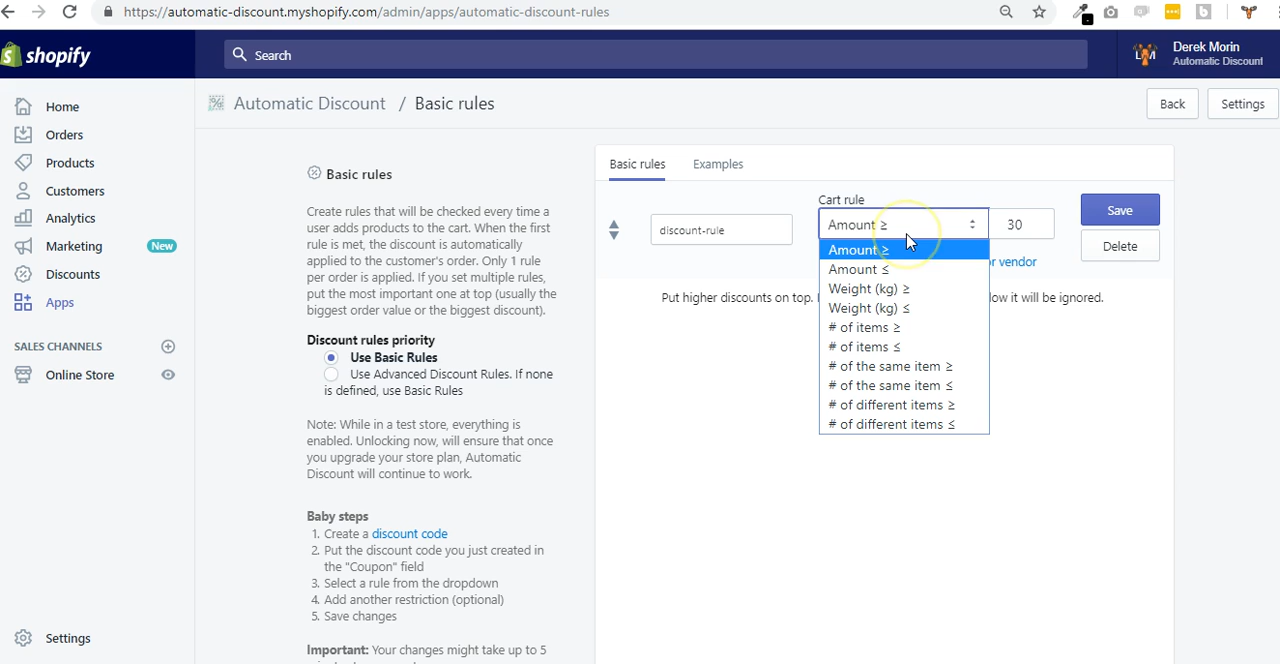 https://automatic-discount.myshopify.com/admin/apps/automatic-discount-rules
shopify
Search
Derek Morin
Automatic Discount
Home
Orders
Products
Customers
Analytics
Marketing New
Discounts
Apps
SALES CHANNELS
Online Store
Settings
Automatic Discount / Basic rules
Back
Settings
Basic rules
Create rules that will be checked every time a
user adds products to the cart. When the first
rule is met, the discount is automatically
applied to the customer's order. Only 1 rule
per order is applied. If you set multiple rules,
put the most important one at top (usually the
biggest order value or the biggest discount).
Discount rules priority
Use Basic Rules
Use Advanced Discount Rules. If none
is defined, use Basic Rules
Note: While in a test store, everything is
enabled. Unlocking now, will ensure that once
you upgrade your store plan, Automatic
Discount will continue to work.
Baby steps
1. Create a discount code
2. Put the discount code you just created in
the "Coupon" field
3. Select a rule from the dropdown
4. Add another restriction (optional)
5. Save changes
Important: Your changes might take up to 5
Basic rules Examples
Cart rule
discount-rule
Amount ≥ 30
Save
Delete
Amount ≥
Amount ≤
Weight (kg) ≥
Weight (kg) ≤
# of items ≥
# of items ≤
# of the same item ≥
# of the same item ≤
# of different items ≥
# of different items ≤
r vendor
Put higher discounts on top. low it will be ignored.